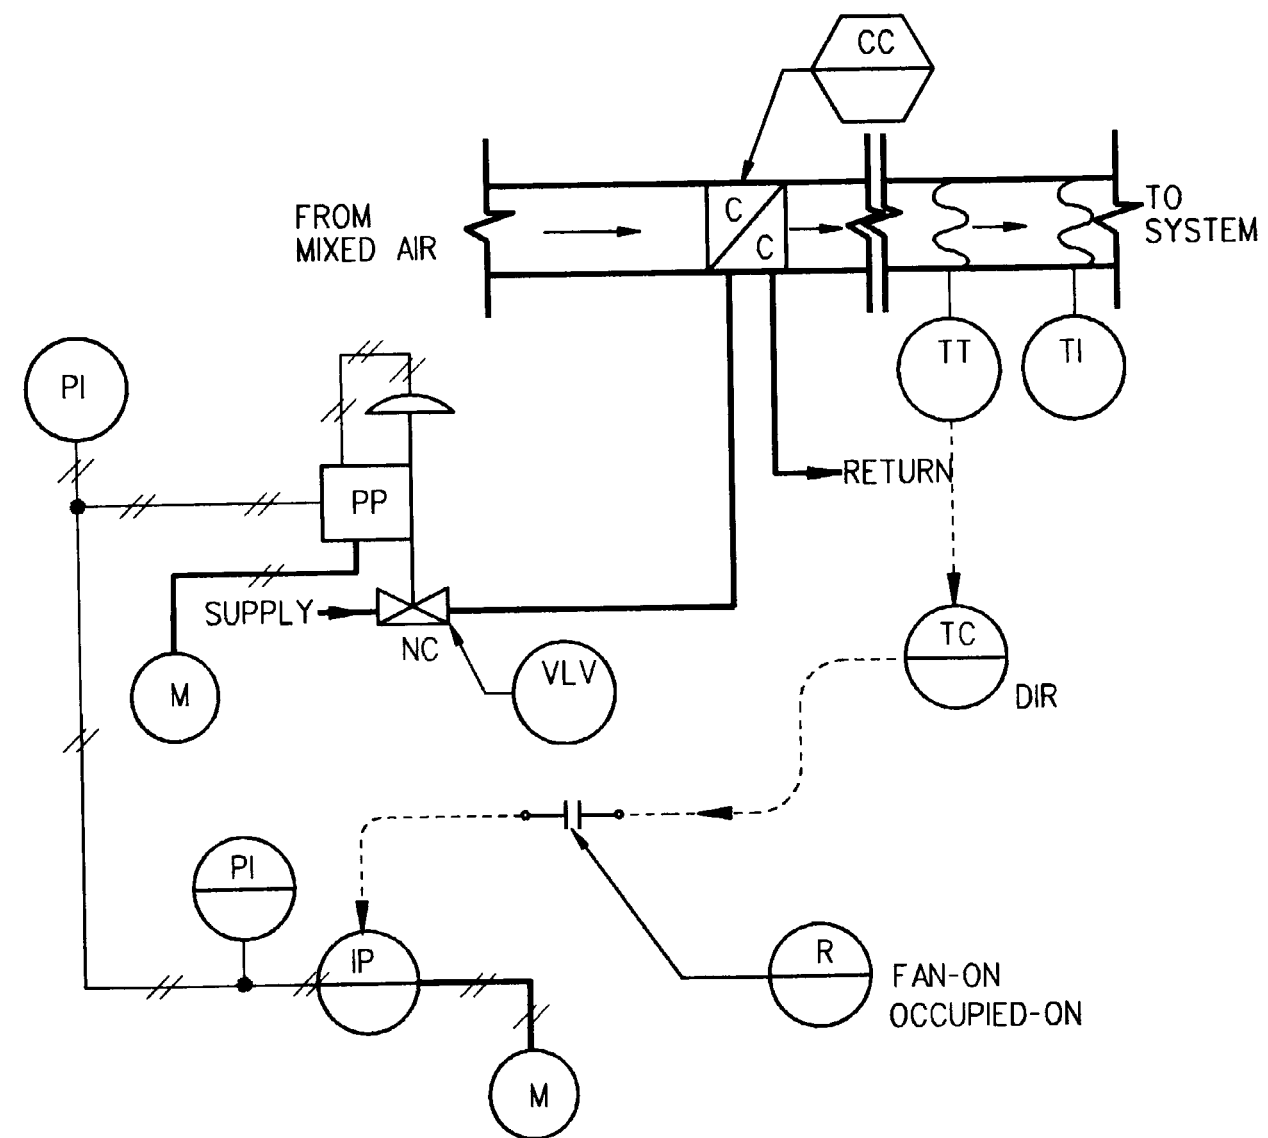 CC
FROM
MIXED AIR
C
C
TO
SYSTEM
TT
TI
PI
PP
RETURN
SUPPLY
NC
VLV
TC
DIR
M
PI
IP
R
FAN-ON
OCCUPIED-ON
M